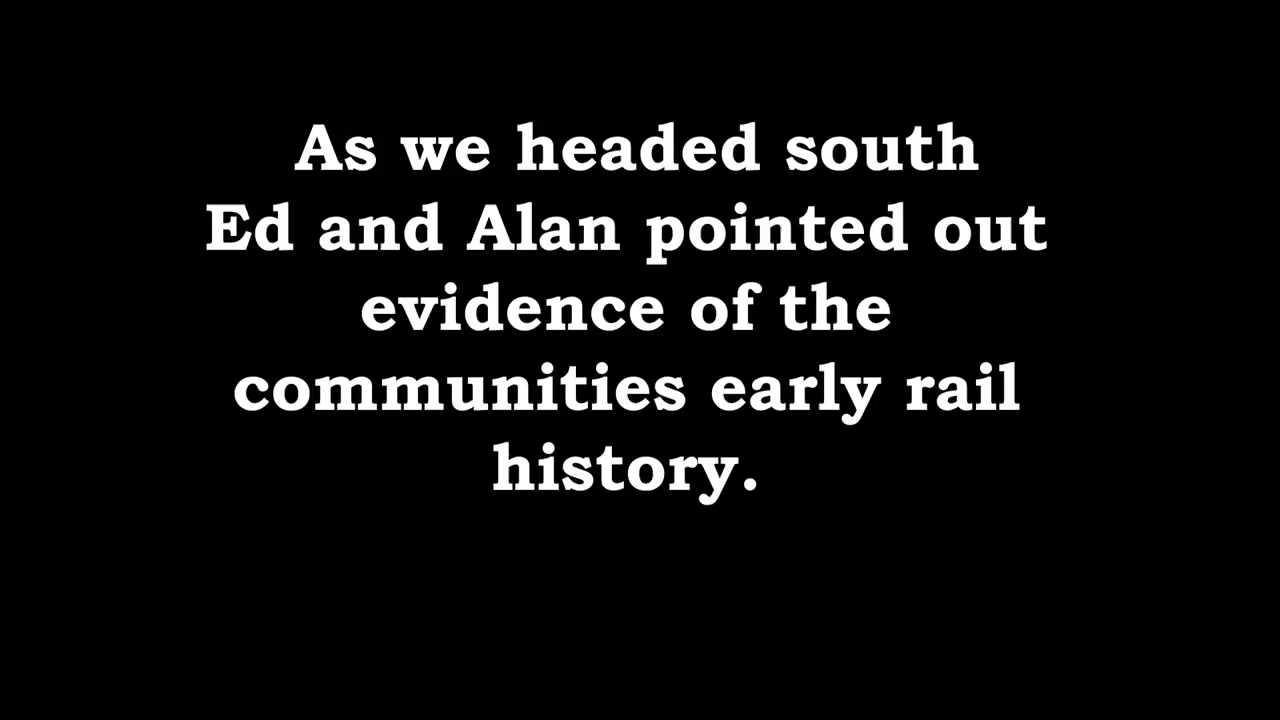 As we headed south
Ed and Alan pointed out
evidence of the
communities early rail
history.